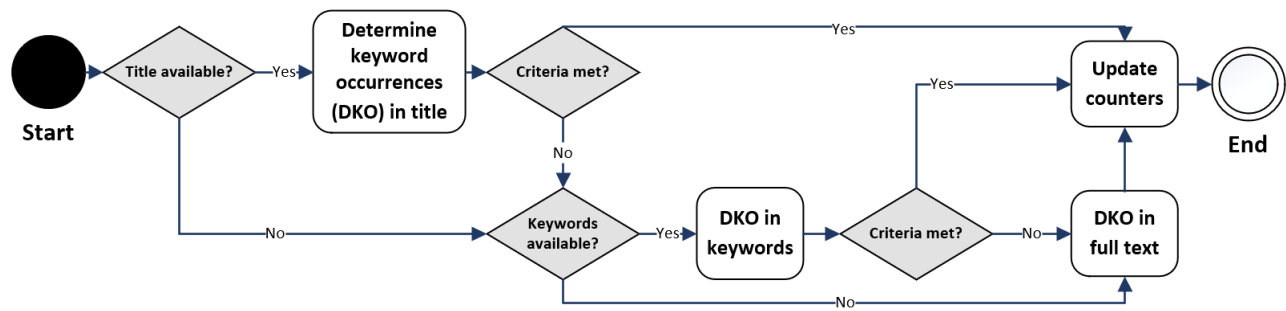 Start
Title available?
Yes
Determine
keyword
occurrences
(DKO) in title
Criteria met?
Yes
No
No
Keywords
available?
Yes
DKO in
keywords
Criteria met?
Yes
No
No
DKO in
full text
Update
counters
End